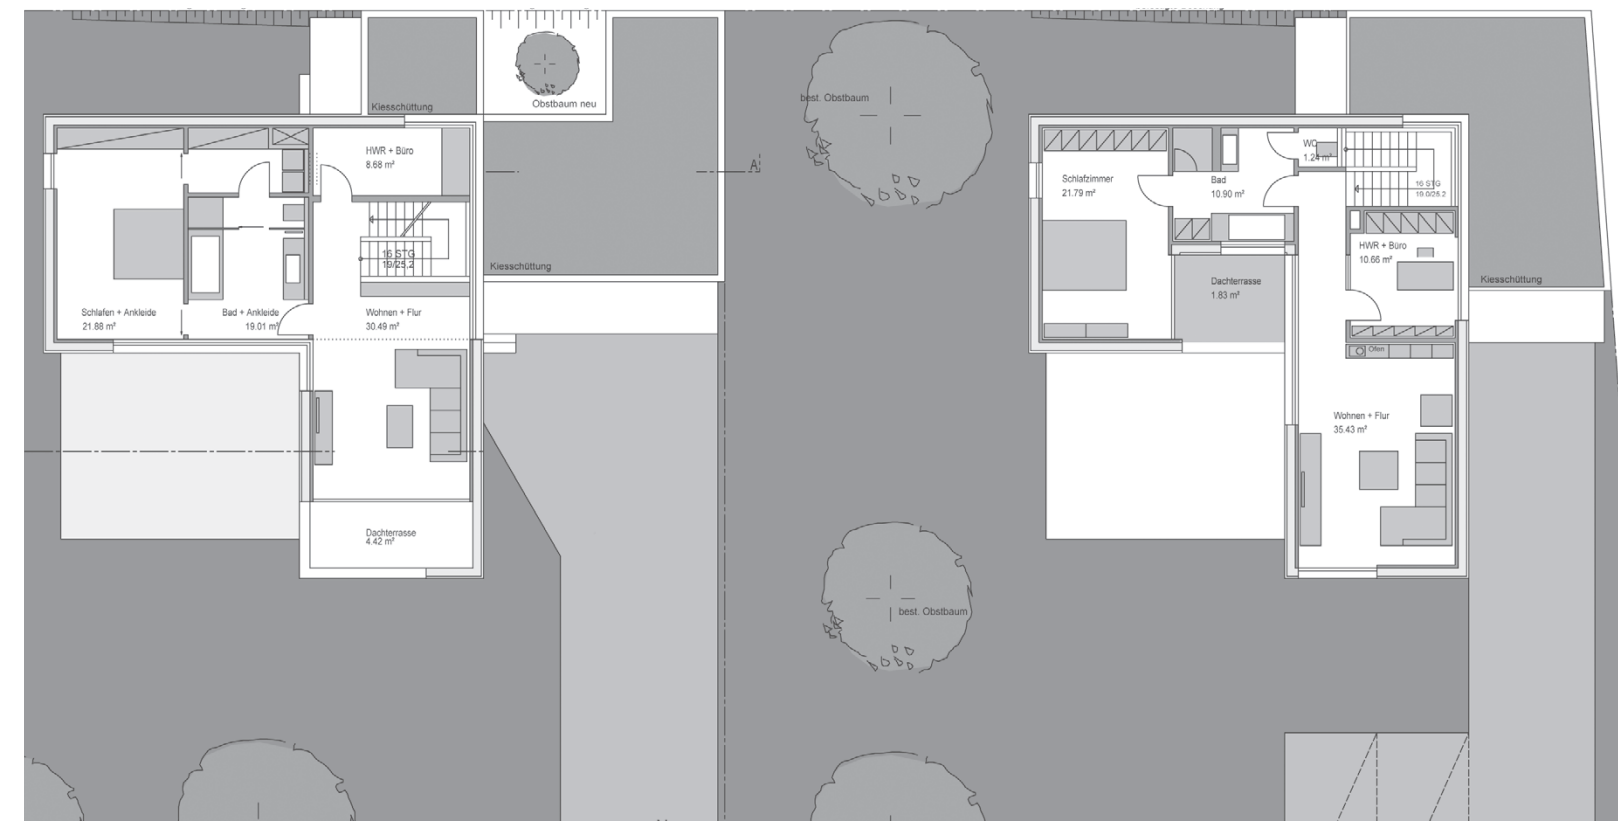 Kiesschüttung
Obstbaum neu
best. Obstbaum
HWR + Büro
8.68 m²
A
16 STG
19/25,2
Kiesschüttung
Schlafen + Ankleide
21.88 m²
Bad + Ankleide
19.01 m²
Wohnen + Flur
30.49 m²
Dachterrasse
4.42 m²
best. Obstbaum
WC
1.24 m²
Schlafzimmer
21.79 m²
Bad
10.90 m²
16 STG
19.0/25.2
HWR + Büro
10.66 m²
Dachterrasse
1.83 m²
Kiesschüttung
Ofen
Wohnen + Flur
35.43 m²